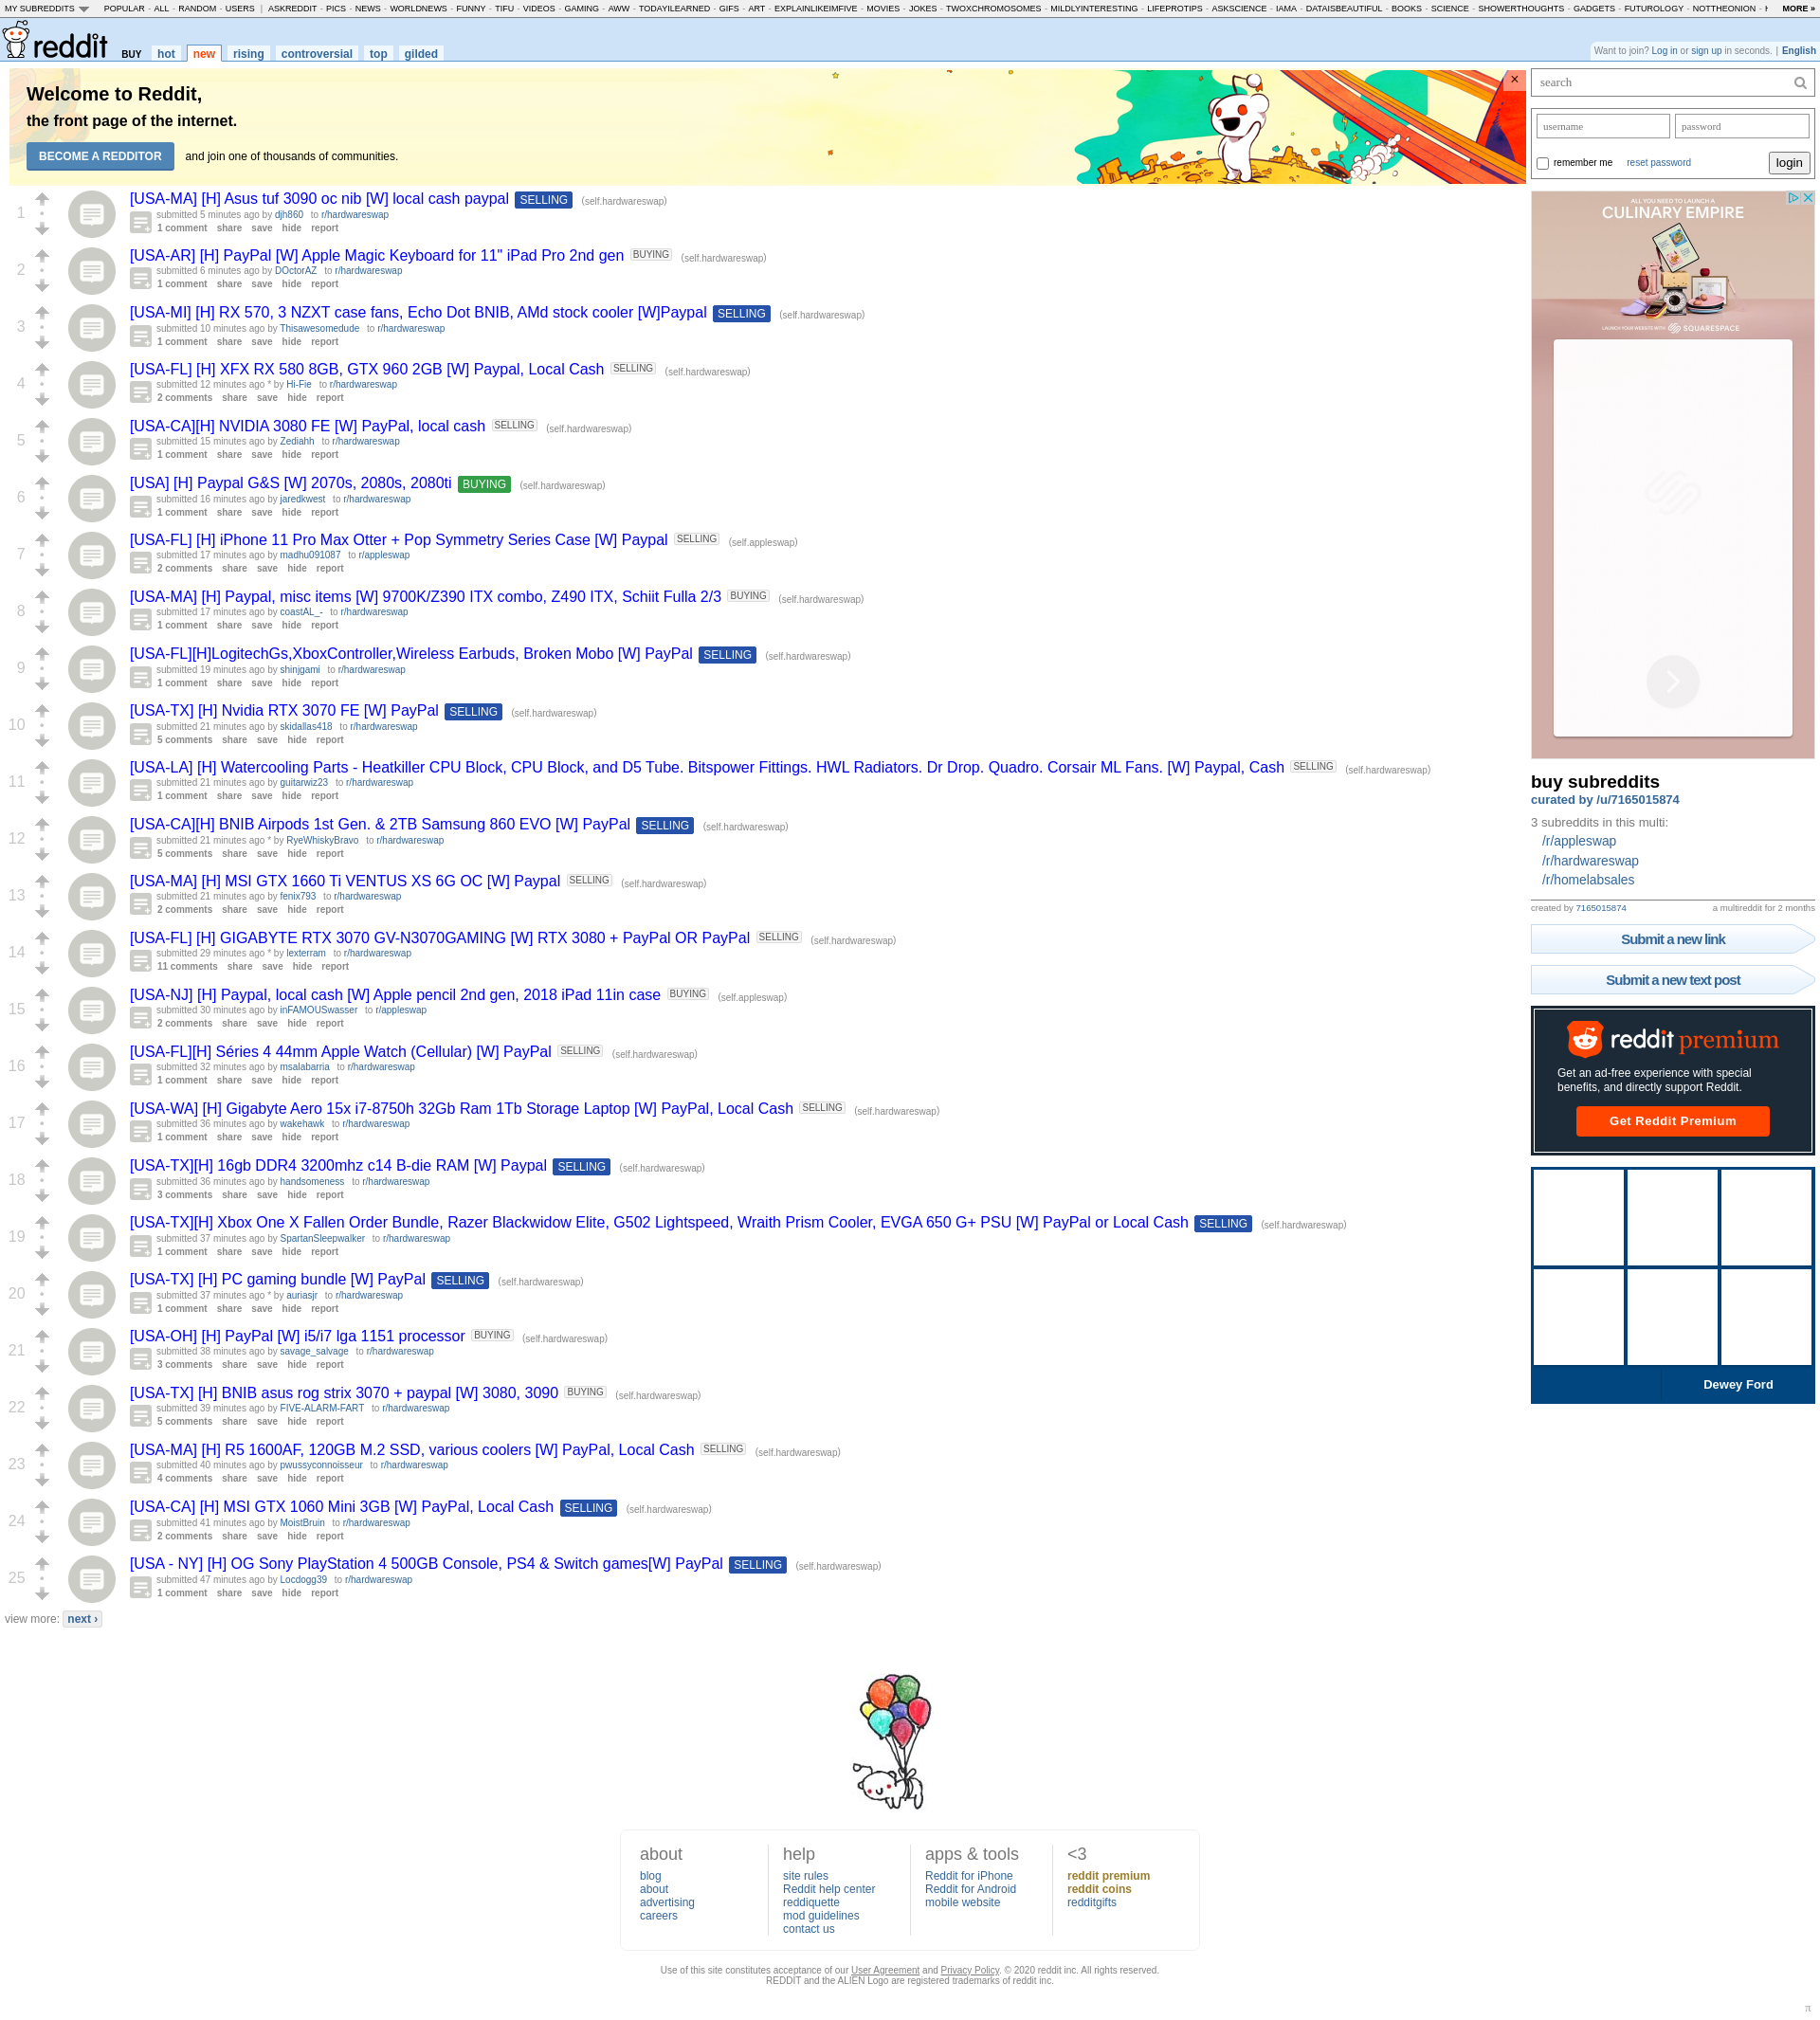 MY SUBREDDITS POPULAR - ALL - RANDOM - USERS | ASKREDDIT - PICS - NEWS - WORLDNEWS - FUNNY - TIFU - VIDEOS - GAMING - AWW - TODAYILEARNED - GIFS - ART - EXPLAINLIKEIMFIVE - MOVIES - JOKES - TWOXCHROMOSOMES - MILDLYINTERESTING - LIFEPROTIPS - ASKSCIENCE - IAMA - DATAISBEAUTIFUL - BOOKS - SCIENCE - SHOWERTHOUGHTS - GADGETS - FUTUROLOGY - NOTTHEONION - MORE »
reddit BUY hot new rising controversial top gilded
Want to join? Log in or sign up in seconds. | English
Welcome to Reddit,
the front page of the internet.
BECOME A REDDITOR and join one of thousands of communities.
×
1
[USA-MA] [H] Asus tuf 3090 oc nib [W] local cash paypal SELLING (self.hardwareswap)
submitted 5 minutes ago by djh860 to r/hardwareswap
1 comment share save hide report
2
[USA-AR] [H] PayPal [W] Apple Magic Keyboard for 11" iPad Pro 2nd gen BUYING (self.hardwareswap)
submitted 6 minutes ago by DOctorAZ to r/hardwareswap
1 comment share save hide report
3
[USA-MI] [H] RX 570, 3 NZXT case fans, Echo Dot BNIB, AMd stock cooler [W]Paypal SELLING (self.hardwareswap)
submitted 10 minutes ago by Thisawesomedude to r/hardwareswap
1 comment share save hide report
4
[USA-FL] [H] XFX RX 580 8GB, GTX 960 2GB [W] Paypal, Local Cash SELLING (self.hardwareswap)
submitted 12 minutes ago * by Hi-Fie to r/hardwareswap
2 comments share save hide report
5
[USA-CA][H] NVIDIA 3080 FE [W] PayPal, local cash SELLING (self.hardwareswap)
submitted 15 minutes ago by Zediahh to r/hardwareswap
1 comment share save hide report
6
[USA] [H] Paypal G&S [W] 2070s, 2080s, 2080ti BUYING (self.hardwareswap)
submitted 16 minutes ago by jaredkwest to r/hardwareswap
1 comment share save hide report
7
[USA-FL] [H] iPhone 11 Pro Max Otter + Pop Symmetry Series Case [W] Paypal SELLING (self.appleswap)
submitted 17 minutes ago by madhu091087 to r/appleswap
2 comments share save hide report
8
[USA-MA] [H] Paypal, misc items [W] 9700K/Z390 ITX combo, Z490 ITX, Schiit Fulla 2/3 BUYING (self.hardwareswap)
submitted 17 minutes ago by coastAL_- to r/hardwareswap
1 comment share save hide report
9
[USA-FL][H]LogitechGs,XboxController,Wireless Earbuds, Broken Mobo [W] PayPal SELLING (self.hardwareswap)
submitted 19 minutes ago by shinjgami to r/hardwareswap
1 comment share save hide report
10
[USA-TX] [H] Nvidia RTX 3070 FE [W] PayPal SELLING (self.hardwareswap)
submitted 21 minutes ago by skidallas418 to r/hardwareswap
5 comments share save hide report
11
[USA-LA] [H] Watercooling Parts - Heatkiller CPU Block, CPU Block, and D5 Tube. Bitspower Fittings. HWL Radiators. Dr Drop. Quadro. Corsair ML Fans. [W] Paypal, Cash SELLING (self.hardwareswap)
submitted 21 minutes ago by guitarwiz23 to r/hardwareswap
1 comment share save hide report
12
[USA-CA][H] BNIB Airpods 1st Gen. & 2TB Samsung 860 EVO [W] PayPal SELLING (self.hardwareswap)
submitted 21 minutes ago * by RyeWhiskyBravo to r/hardwareswap
5 comments share save hide report
13
[USA-MA] [H] MSI GTX 1660 Ti VENTUS XS 6G OC [W] Paypal SELLING (self.hardwareswap)
submitted 21 minutes ago by fenix793 to r/hardwareswap
2 comments share save hide report
14
[USA-FL] [H] GIGABYTE RTX 3070 GV-N3070GAMING [W] RTX 3080 + PayPal OR PayPal SELLING (self.hardwareswap)
submitted 29 minutes ago * by lexterram to r/hardwareswap
11 comments share save hide report
15
[USA-NJ] [H] Paypal, local cash [W] Apple pencil 2nd gen, 2018 iPad 11in case BUYING (self.appleswap)
submitted 30 minutes ago by inFAMOUSwasser to r/appleswap
2 comments share save hide report
16
[USA-FL][H] Séries 4 44mm Apple Watch (Cellular) [W] PayPal SELLING (self.hardwareswap)
submitted 32 minutes ago by msalabarria to r/hardwareswap
1 comment share save hide report
17
[USA-WA] [H] Gigabyte Aero 15x i7-8750h 32Gb Ram 1Tb Storage Laptop [W] PayPal, Local Cash SELLING (self.hardwareswap)
submitted 36 minutes ago by wakehawk to r/hardwareswap
1 comment share save hide report
18
[USA-TX][H] 16gb DDR4 3200mhz c14 B-die RAM [W] Paypal SELLING (self.hardwareswap)
submitted 36 minutes ago by handsomeness to r/hardwareswap
3 comments share save hide report
19
[USA-TX][H] Xbox One X Fallen Order Bundle, Razer Blackwidow Elite, G502 Lightspeed, Wraith Prism Cooler, EVGA 650 G+ PSU [W] PayPal or Local Cash SELLING (self.hardwareswap)
submitted 37 minutes ago by SpartanSleepwalker to r/hardwareswap
1 comment share save hide report
20
[USA-TX] [H] PC gaming bundle [W] PayPal SELLING (self.hardwareswap)
submitted 37 minutes ago * by auriasjr to r/hardwareswap
1 comment share save hide report
21
[USA-OH] [H] PayPal [W] i5/i7 lga 1151 processor BUYING (self.hardwareswap)
submitted 38 minutes ago by savage_salvage to r/hardwareswap
3 comments share save hide report
22
[USA-TX] [H] BNIB asus rog strix 3070 + paypal [W] 3080, 3090 BUYING (self.hardwareswap)
submitted 39 minutes ago by FIVE-ALARM-FART to r/hardwareswap
5 comments share save hide report
23
[USA-MA] [H] R5 1600AF, 120GB M.2 SSD, various coolers [W] PayPal, Local Cash SELLING (self.hardwareswap)
submitted 40 minutes ago by pwussyconnoisseur to r/hardwareswap
4 comments share save hide report
24
[USA-CA] [H] MSI GTX 1060 Mini 3GB [W] PayPal, Local Cash SELLING (self.hardwareswap)
submitted 41 minutes ago by MoistBruin to r/hardwareswap
2 comments share save hide report
25
[USA - NY] [H] OG Sony PlayStation 4 500GB Console, PS4 & Switch games[W] PayPal SELLING (self.hardwareswap)
submitted 47 minutes ago by Locdogg39 to r/hardwareswap
1 comment share save hide report
view more: next ›
search
username password
remember me reset password login
ALL YOU NEED TO LAUNCH A
CULINARY EMPIRE
LAUNCH YOUR WEBSITE WITH SQUARESPACE
buy subreddits
curated by /u/7165015874
3 subreddits in this multi:
/r/appleswap
/r/hardwareswap
/r/homelabsales
created by 7165015874 a multireddit for 2 months
Submit a new link
Submit a new text post
reddit premium
Get an ad-free experience with special
benefits, and directly support Reddit.
Get Reddit Premium
Dewey Ford
about
blog
about
advertising
careers
help
site rules
Reddit help center
reddiquette
mod guidelines
contact us
apps & tools
Reddit for iPhone
Reddit for Android
mobile website
<3
reddit premium
reddit coins
redditgifts
Use of this site constitutes acceptance of our User Agreement and Privacy Policy. © 2020 reddit inc. All rights reserved.
REDDIT and the ALIEN Logo are registered trademarks of reddit inc.
π